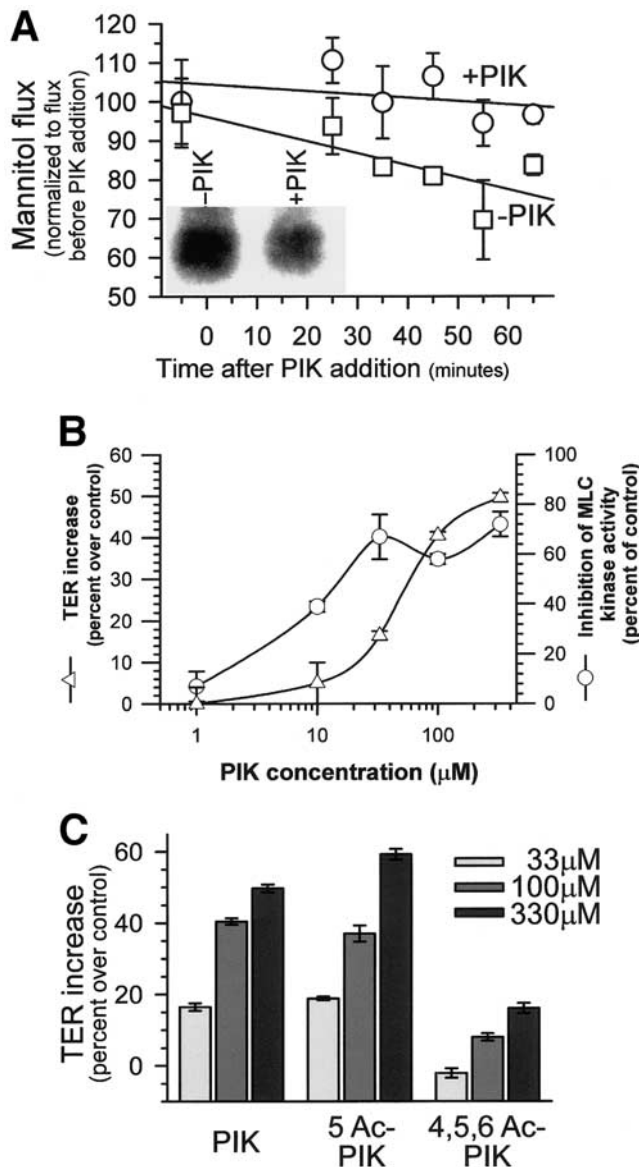 A
Mannitol flux
(normalized to flux
before PIK addition)
120
110
100
90
80
70
60
50
+PIK
-PIK
–PIK
+PIK
0 10 20 30 40 50 60
Time after PIK addition (minutes)
B
TER increase
(percent over control)
60
50
40
30
20
10
0
100
80
60
40
20
0
Inhibition of MLC
kinase activity
(percent of control)
1 10 100
PIK concentration (μM)
C
TER increase
(percent over control)
60
40
20
0
33μM
100μM
330μM
PIK
5 Ac-
PIK
4,5,6 Ac-
PIK